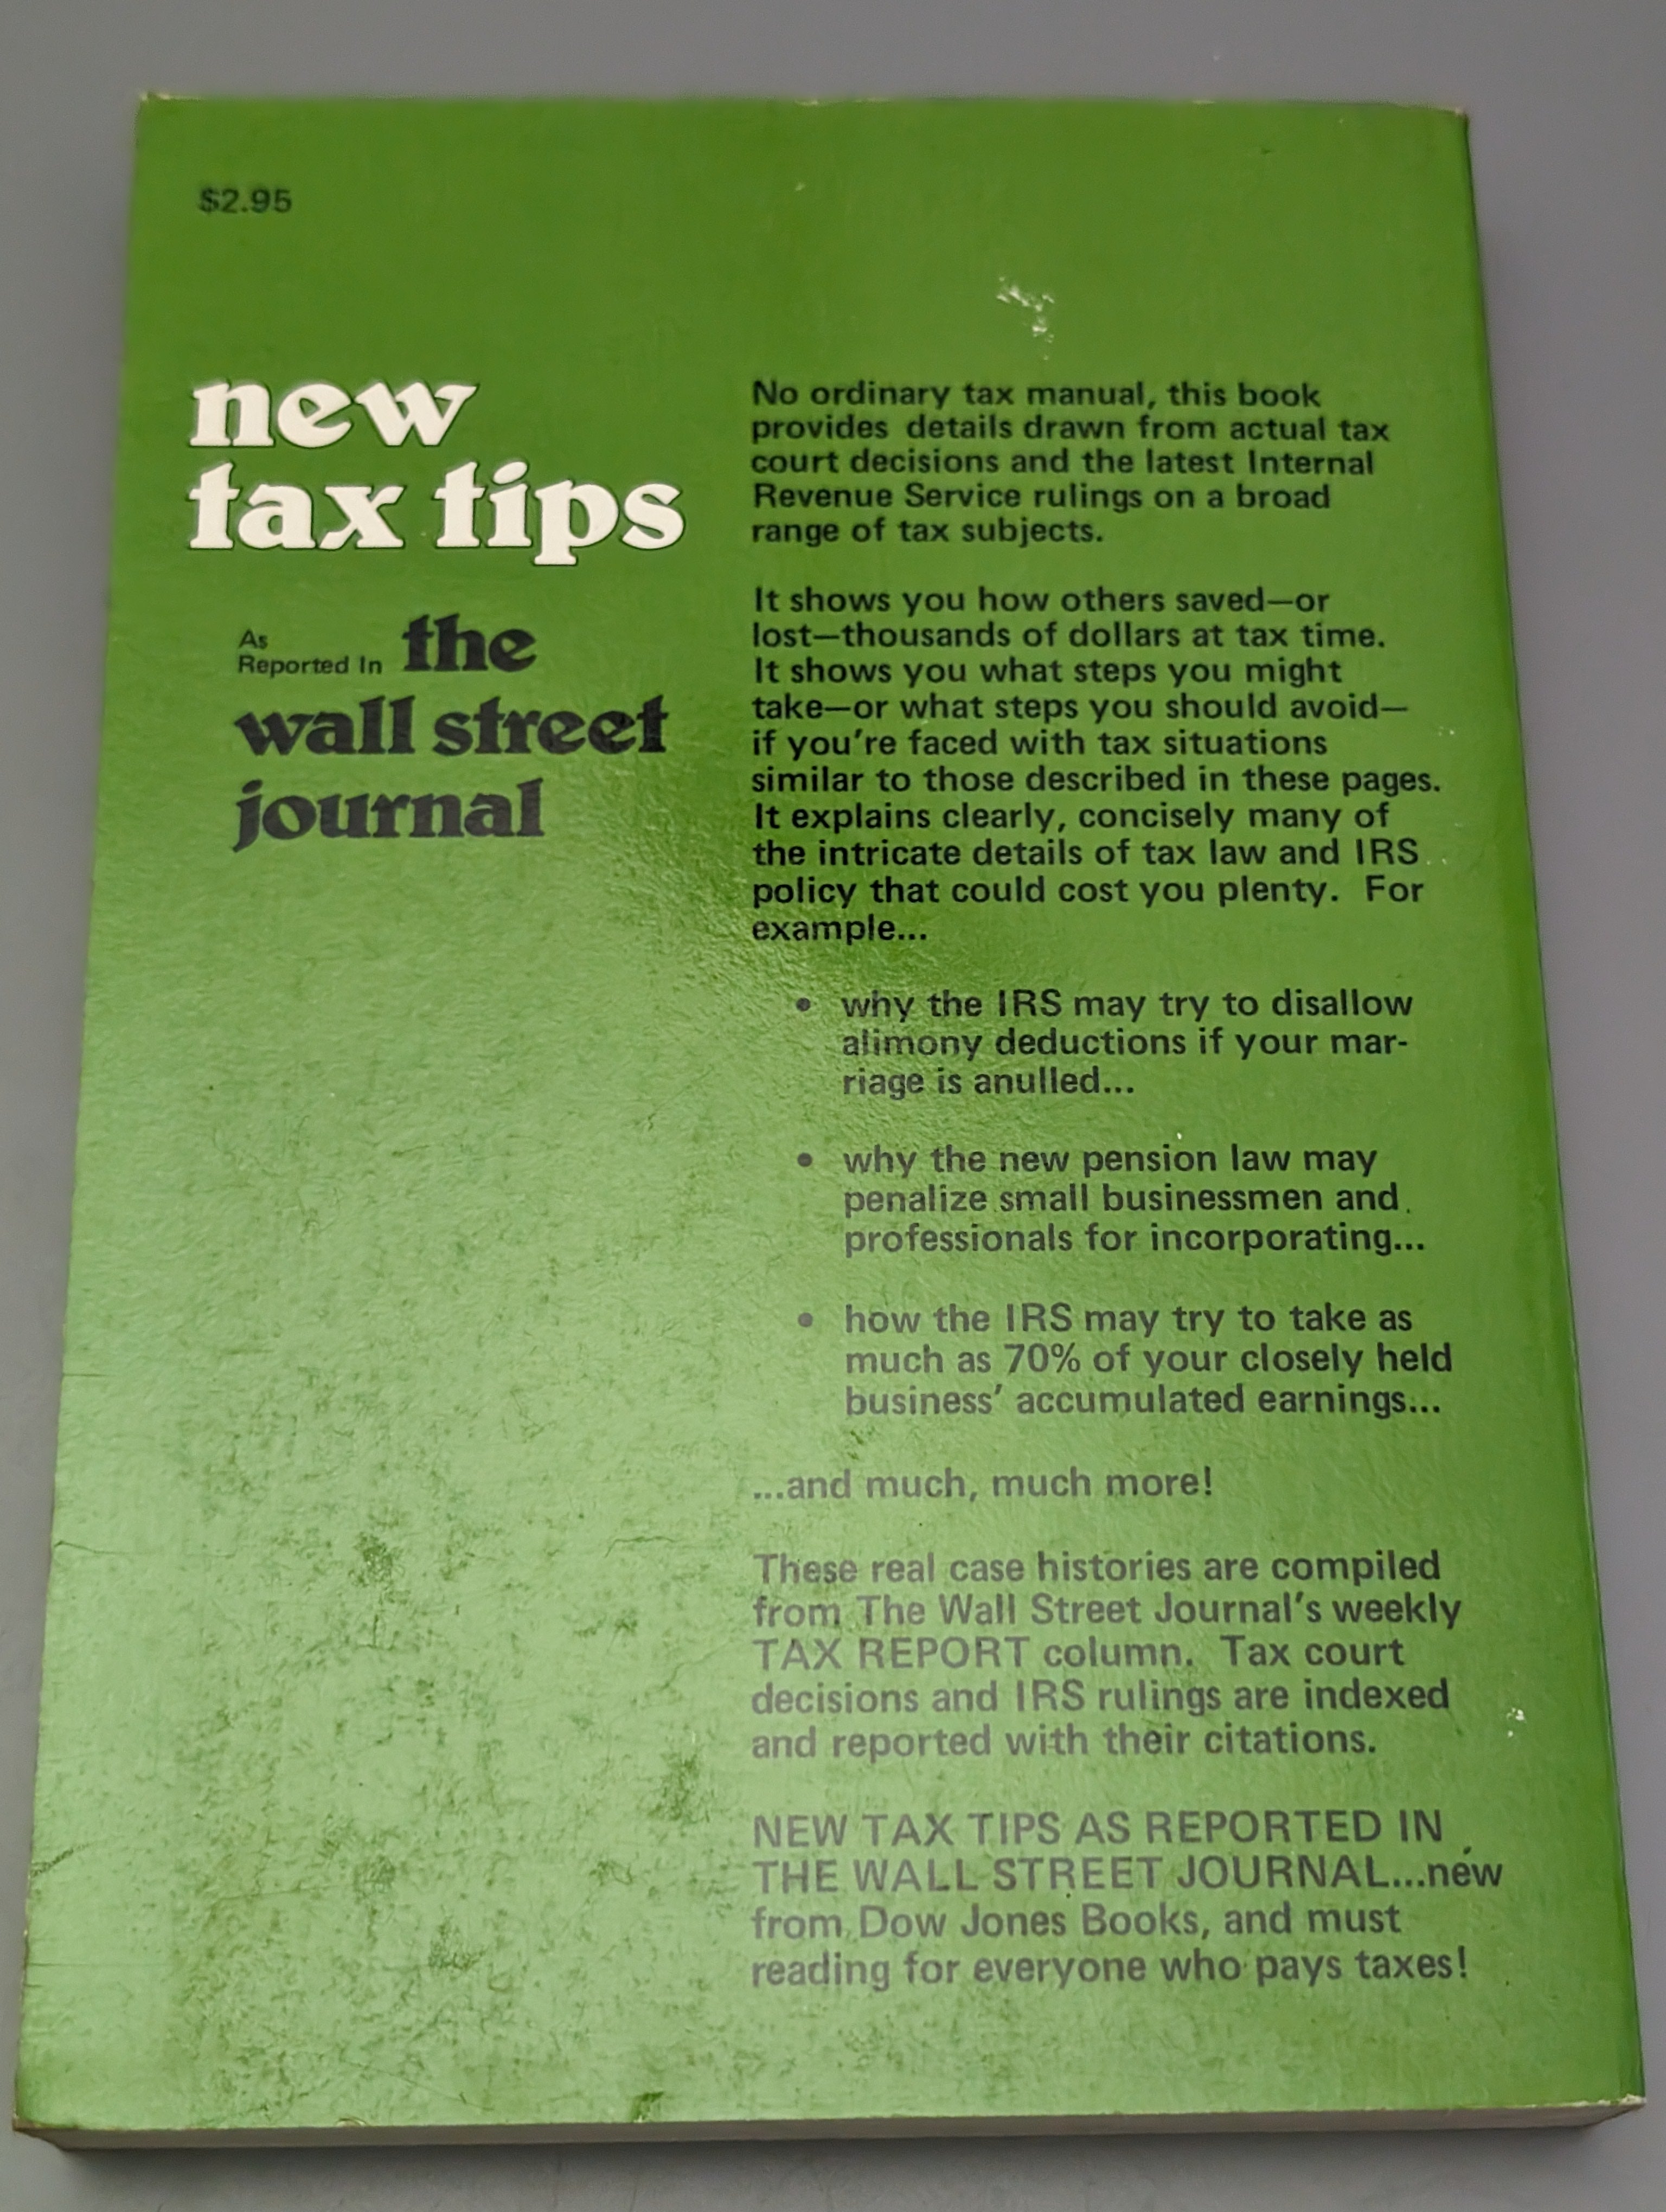 $2.95
new
tax tips
As
Reported In the
wall street
journal
No ordinary tax manual, this book
provides details drawn from actual tax
court decisions and the latest Internal
Revenue Service rulings on a broad
range of tax subjects.
It shows you how others saved—or
lost—thousands of dollars at tax time.
It shows you what steps you might
take—or what steps you should avoid—
if you're faced with tax situations
similar to those described in these pages.
It explains clearly, concisely many of
the intricate details of tax law and IRS
policy that could cost you plenty. For
example...
• why the IRS may try to disallow
alimony deductions if your mar-
riage is anulled...
• why the new pension law may
penalize small businessmen and
professionals for incorporating...
• how the IRS may try to take as
much as 70% of your closely held
business' accumulated earnings...
...and much, much more!
These real case histories are compiled
from The Wall Street Journal's weekly
TAX REPORT column. Tax court
decisions and IRS rulings are indexed
and reported with their citations.
NEW TAX TIPS AS REPORTED IN
THE WALL STREET JOURNAL...new
from Dow Jones Books, and must
reading for everyone who pays taxes!